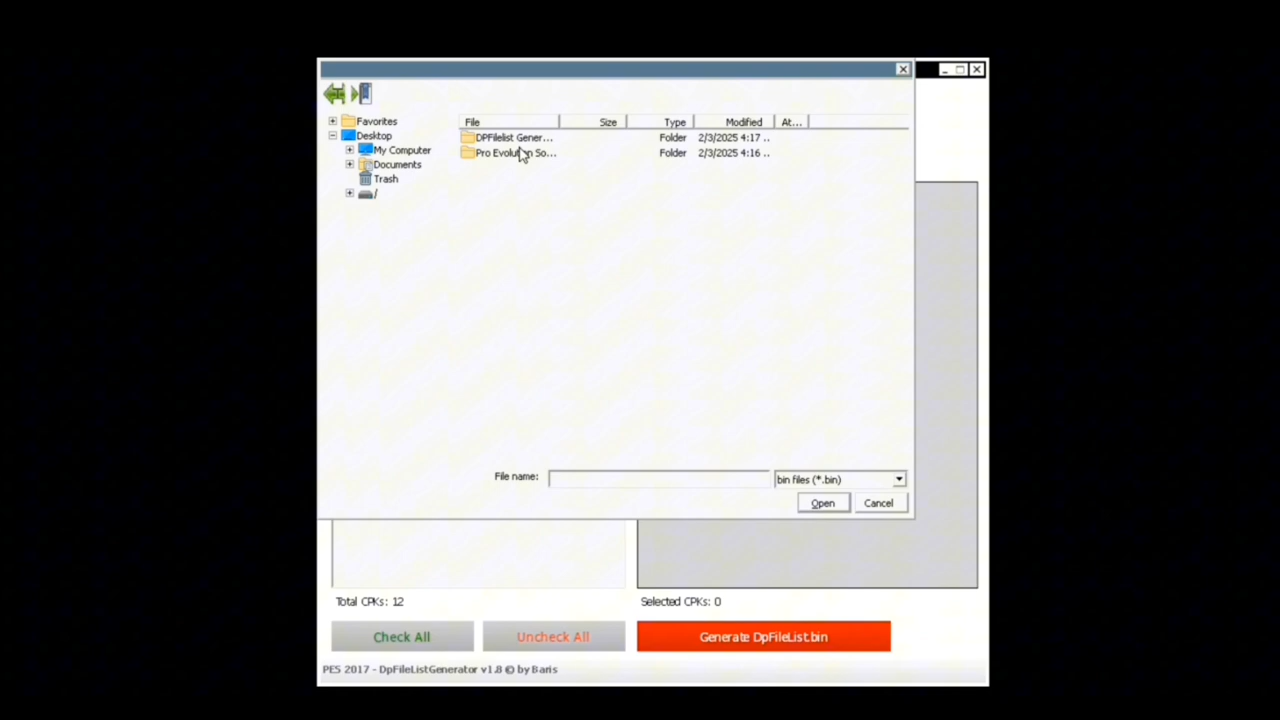 Favorites
Desktop
My Computer
Documents
Trash
/
File Size Type Modified At...
DPFilelist Gener... Folder 2/3/2025 4:17 ..
Pro Evolution So... Folder 2/3/2025 4:16 ..
File name: bin files (*.bin)
Open Cancel
Total CPKs: 12 Selected CPKs: 0
Check All Uncheck All Generate DpFileList.bin
PES 2017 - DpFileListGenerator v1.8 © by Baris